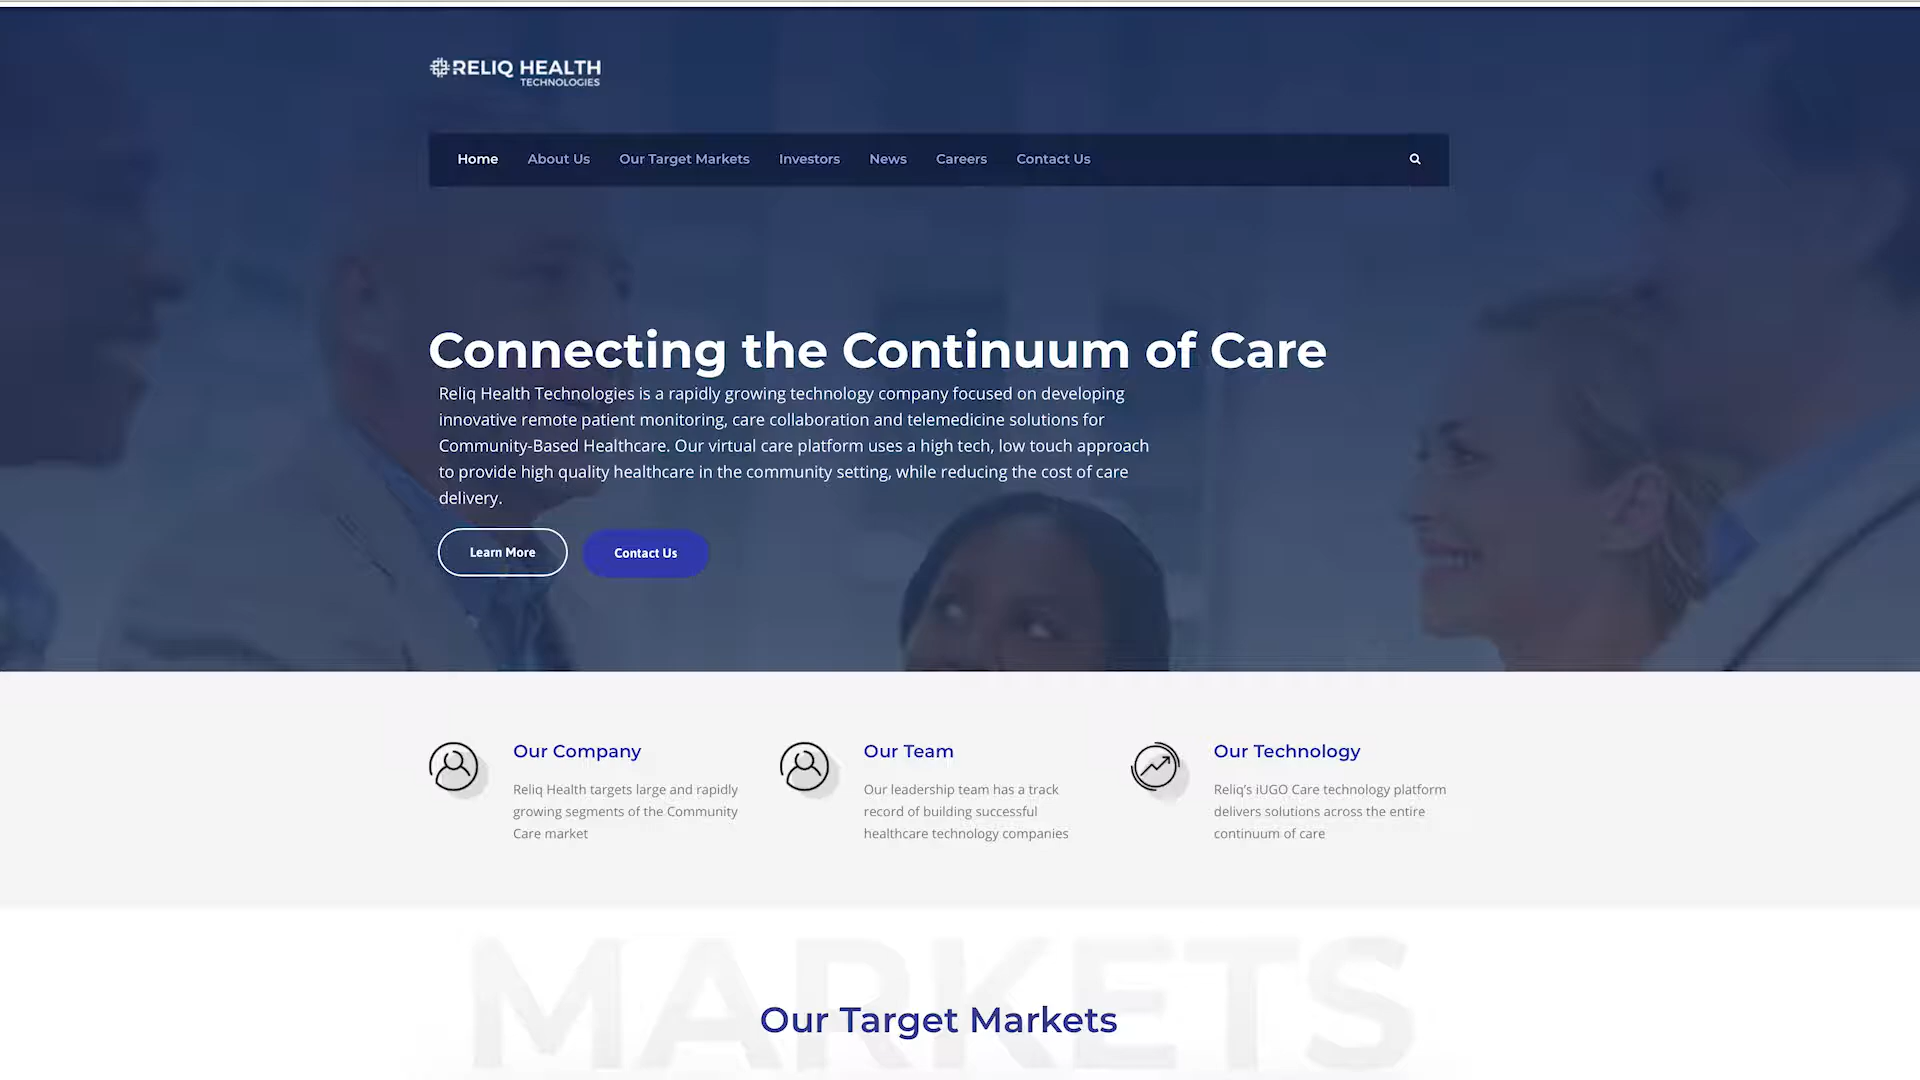 RELIQ HEALTH
TECHNOLOGIES
Home About Us Our Target Markets Investors News Careers Contact Us
Connecting the Continuum of Care
Reliq Health Technologies is a rapidly growing technology company focused on developing
innovative remote patient monitoring, care collaboration and telemedicine solutions for
Community-Based Healthcare. Our virtual care platform uses a high tech, low touch approach
to provide high quality healthcare in the community setting, while reducing the cost of care
delivery.
Learn More Contact Us
Our Company
Reliq Health targets large and rapidly
growing segments of the Community
Care market
Our Team
Our leadership team has a track
record of building successful
healthcare technology companies
Our Technology
Reliq's iUGO Care technology platform
delivers solutions across the entire
continuum of care
MARKETS
Our Target Markets